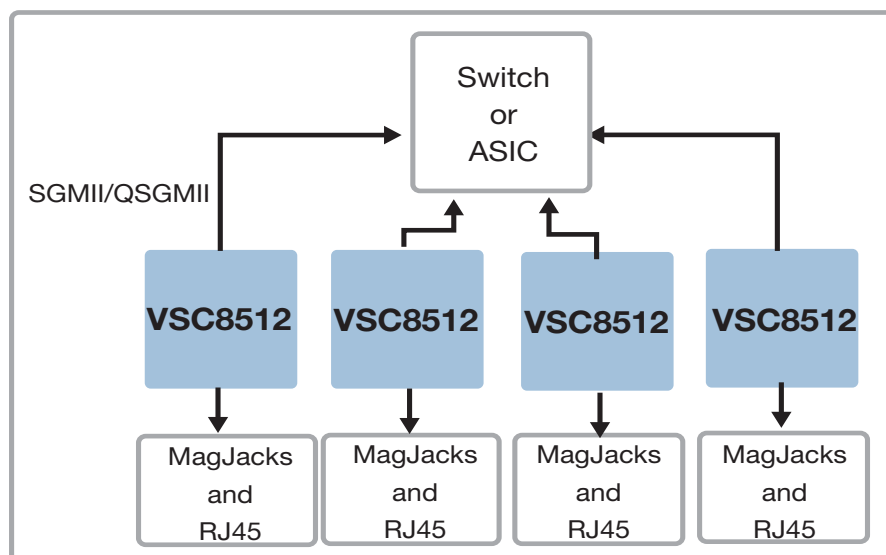 Switch
or
ASIC
SGMII/QSGMII
VSC8512
VSC8512
VSC8512
VSC8512
MagJacks
and
RJ45
MagJacks
and
RJ45
MagJacks
and
RJ45
MagJacks
and
RJ45